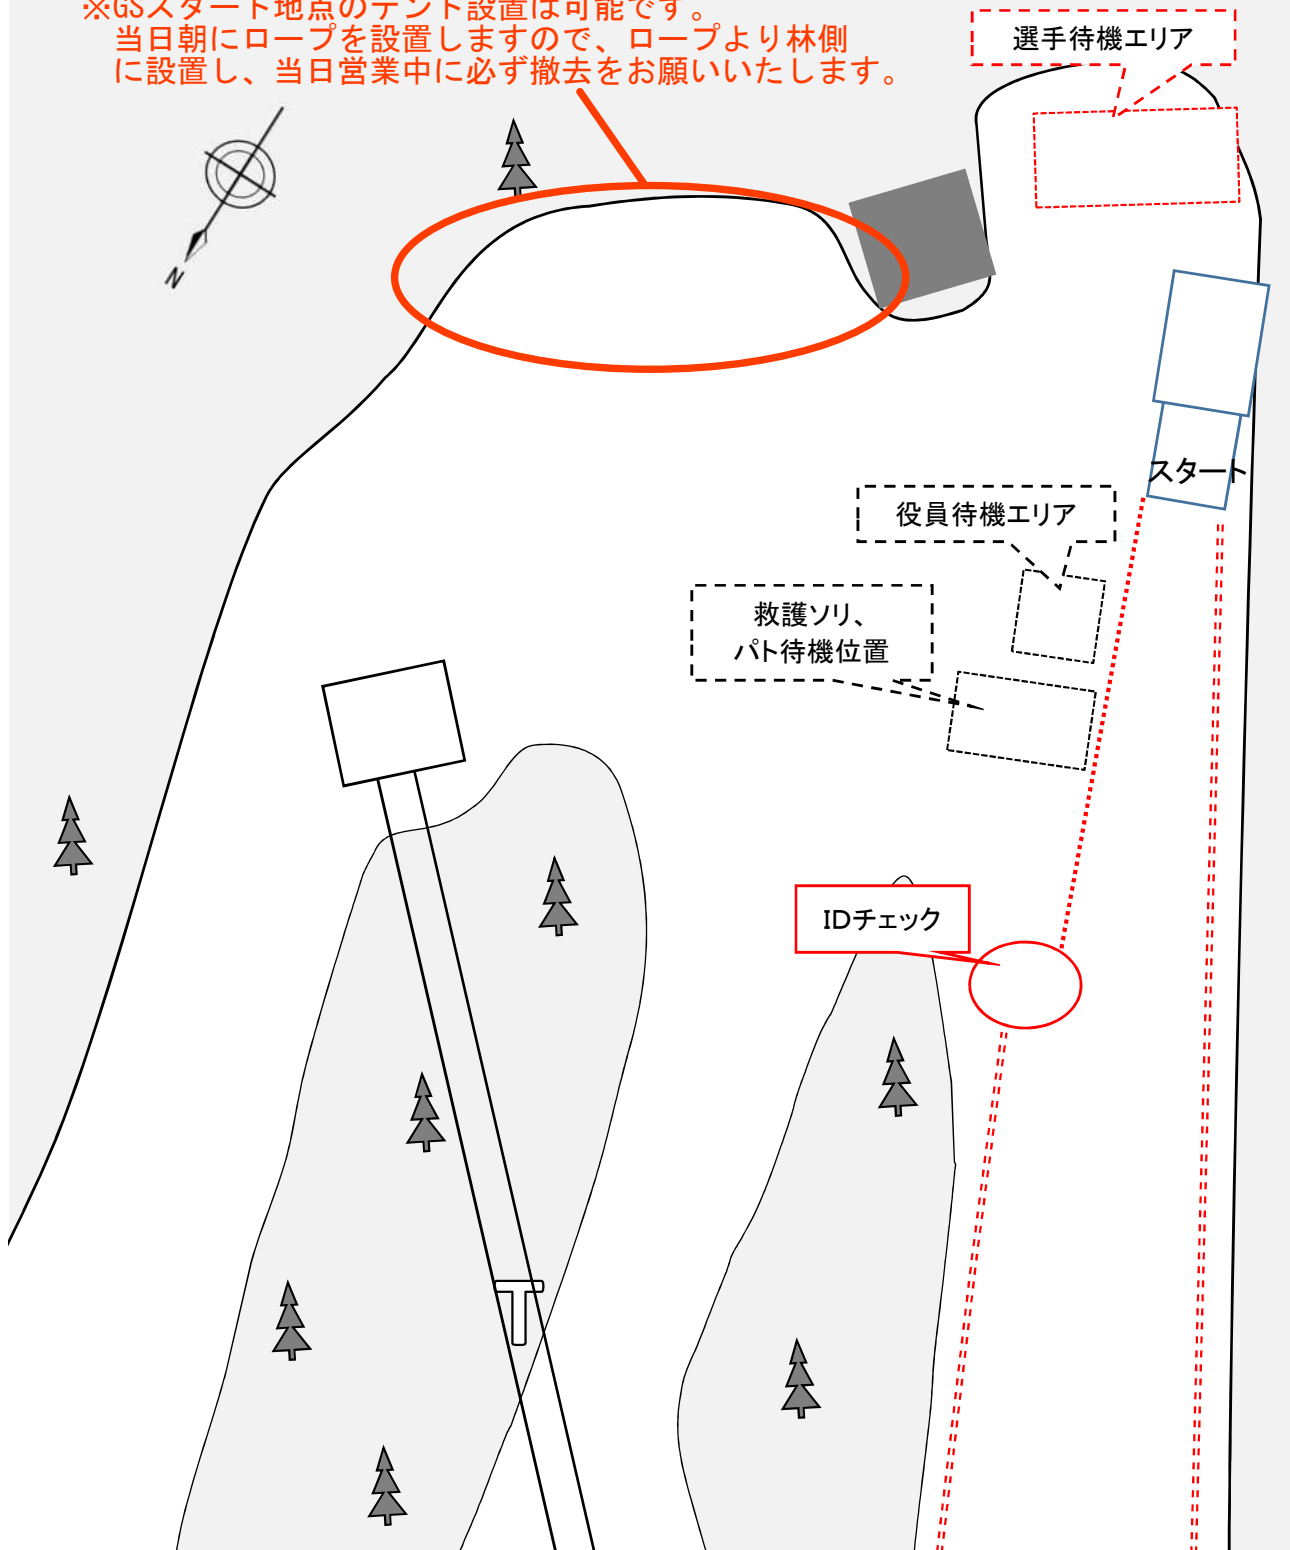 ※GSスタート地点のテント設置は可能です。
当日朝にロープを設置しますので、ロープより林側
に設置し、当日営業中に必ず撤去をお願いいたします。
選手待機エリア
N
スタート
役員待機エリア
救護ソリ、
パト待機位置
IDチェック
T